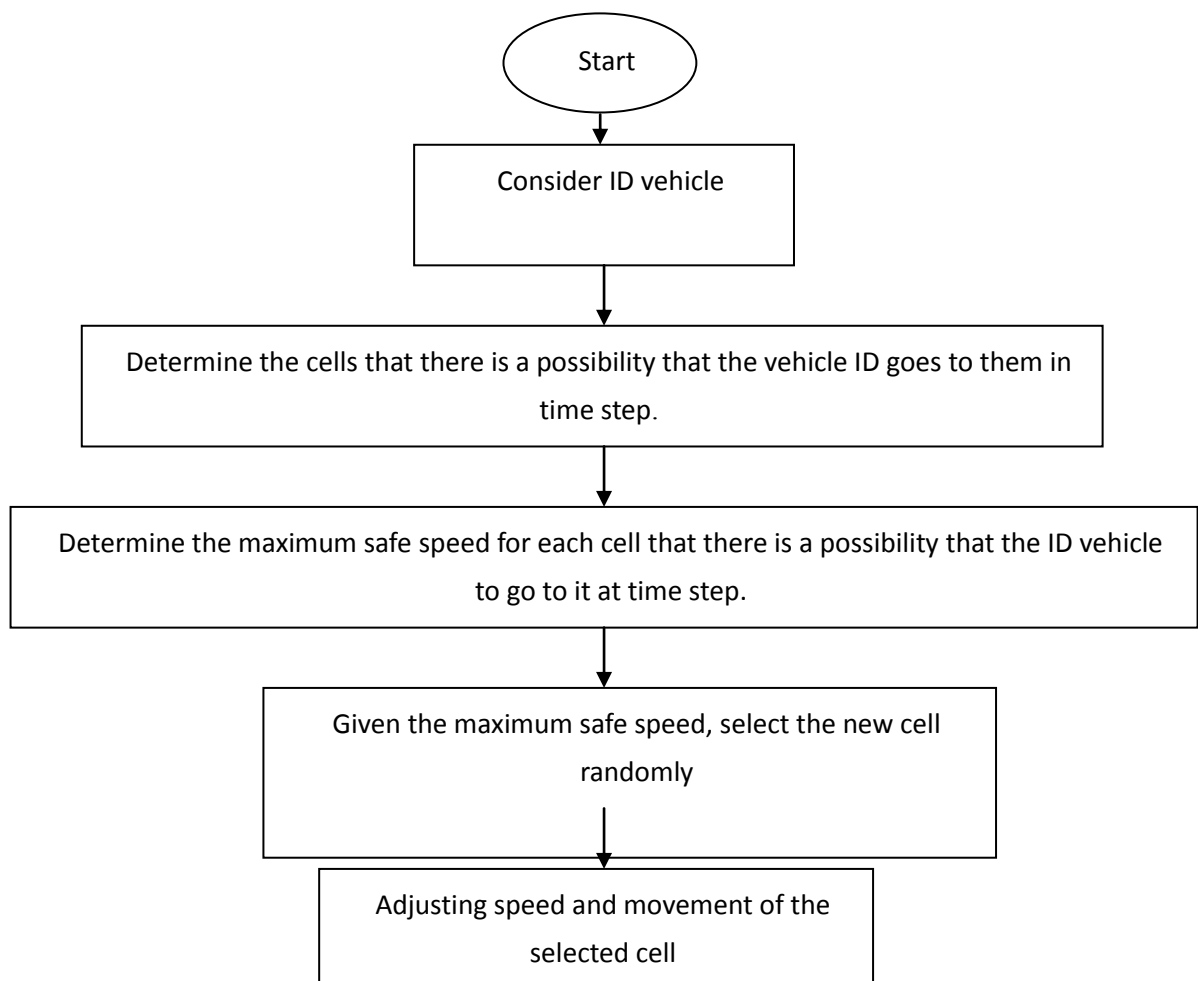 Start
Consider ID vehicle
Determine the cells that there is a possibility that the vehicle ID goes to them in
time step.
Determine the maximum safe speed for each cell that there is a possibility that the ID vehicle
to go to it at time step.
Given the maximum safe speed, select the new cell
randomly
Adjusting speed and movement of the
selected cell